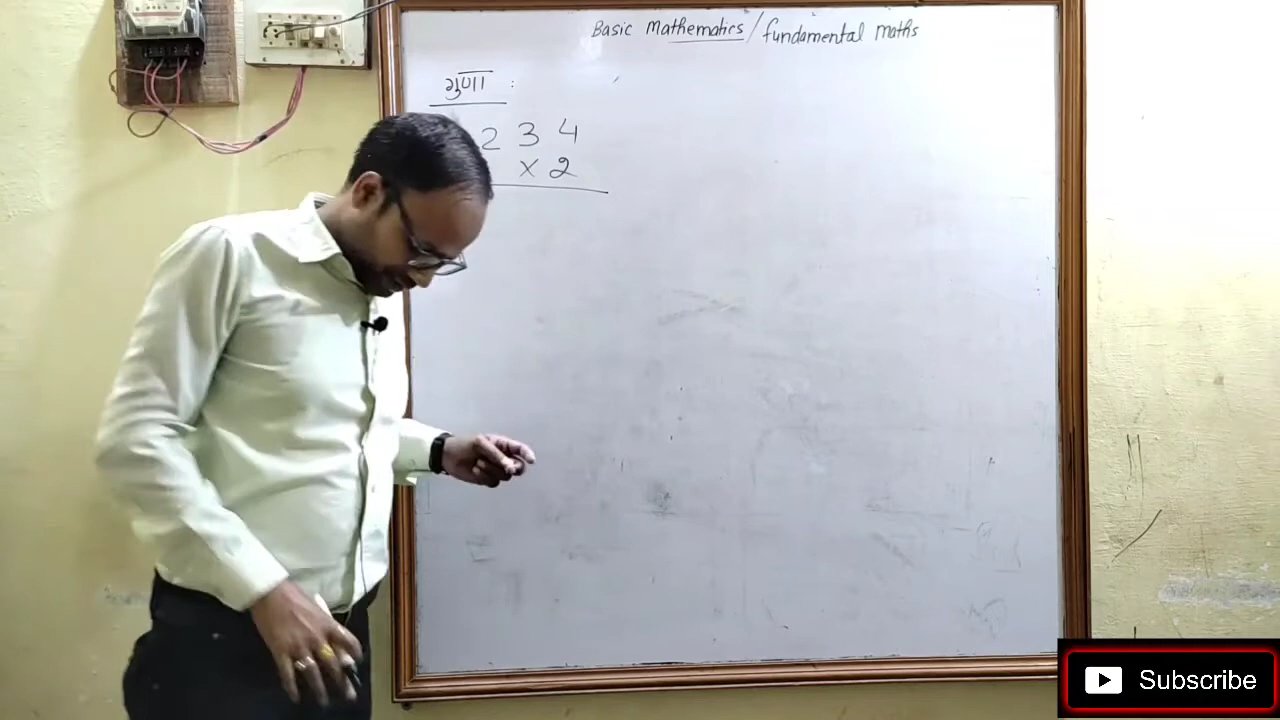 Basic Mathematics / fundamental maths
गुणा :
2 3 4
× 2
Subscribe